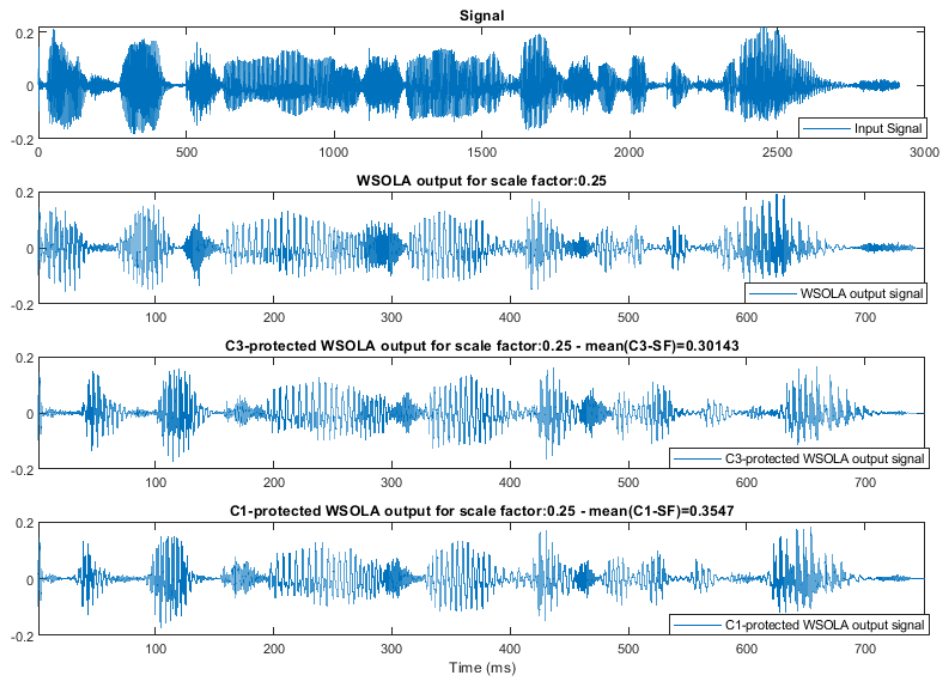 Signal
0.2
0
-0.2
Input Signal
0 500 1000 1500 2000 2500 3000
WSOLA output for scale factor:0.25
0.2
0
-0.2
WSOLA output signal
100 200 300 400 500 600 700
C3-protected WSOLA output for scale factor:0.25 - mean(C3-SF)=0.30143
0.2
0
-0.2
C3-protected WSOLA output signal
100 200 300 400 500 600 700
C1-protected WSOLA output for scale factor:0.25 - mean(C1-SF)=0.3547
0.2
0
-0.2
C1-protected WSOLA output signal
100 200 300 400 500 600 700
Time (ms)